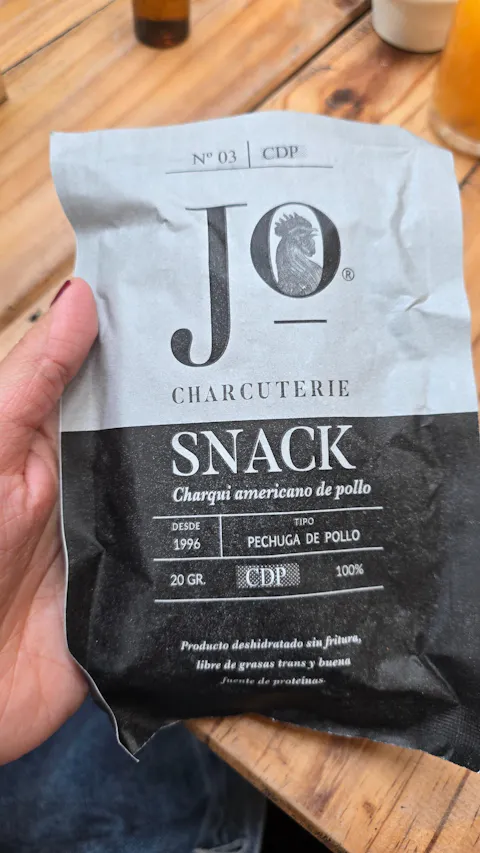 Nº 03 | CDP
JO®
CHARCUTERIE
SNACK
Charqui americano de pollo
DESDE
1996
TIPO
PECHUGA DE POLLO
20 GR.
CDP
100%
Producto deshidratado sin fritura,
libre de grasas trans y buena
fuente de proteínas.